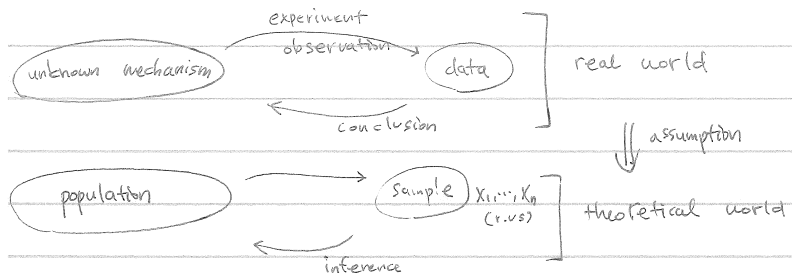 experiment
observation
unknown mechanism
data
real world
conclusion
assumption
population
sample
X₁, ..., Xₙ
(r.vs)
theoretical world
inference